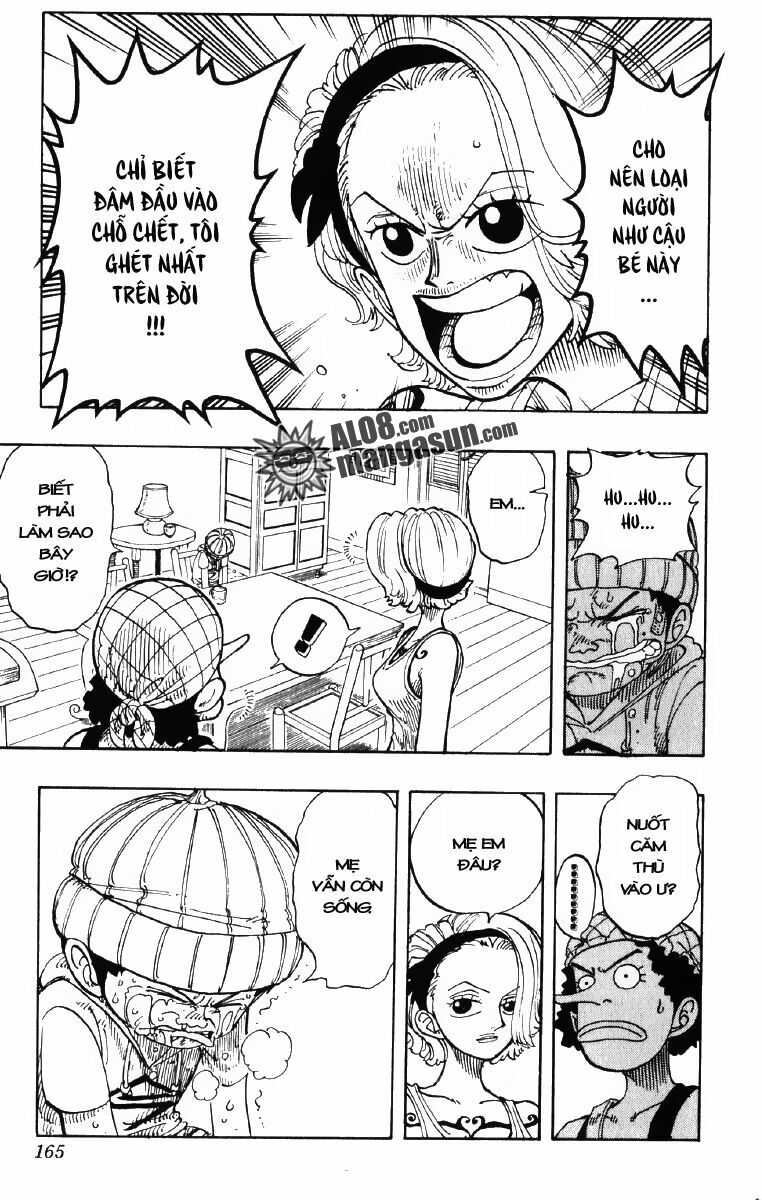 CHO
NÊN LOẠI
NGƯỜI
NHƯ CẬU
BÉ NÀY
...
CHỈ BIẾT
ĐÂM ĐẦU VÀO
CHỖ CHẾT, TÔI
GHÉT NHẤT
TRÊN ĐỜI
!!!
ALO8.com
mangasun.com
HU...HU...
HU...
EM...
!
BIẾT
PHẢI
LÀM SAO
BÂY
GIỜ!?
NUỐT
CĂM
THÙ
VÀO Ư?
.........
MẸ EM
ĐÂU?
MẸ
VẪN CÒN
SỐNG.
165